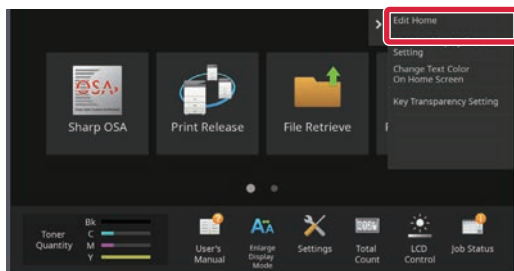 Edit Home
Setting
Change Text Color
On Home Screen
Key Transparency Setting
Sharp OSA
Print Release
File Retrieve
Toner
Quantity
Bk
C
M
Y
User's
Manual
Enlarge
Display
Mode
Settings
Total
Count
LCD
Control
Job Status